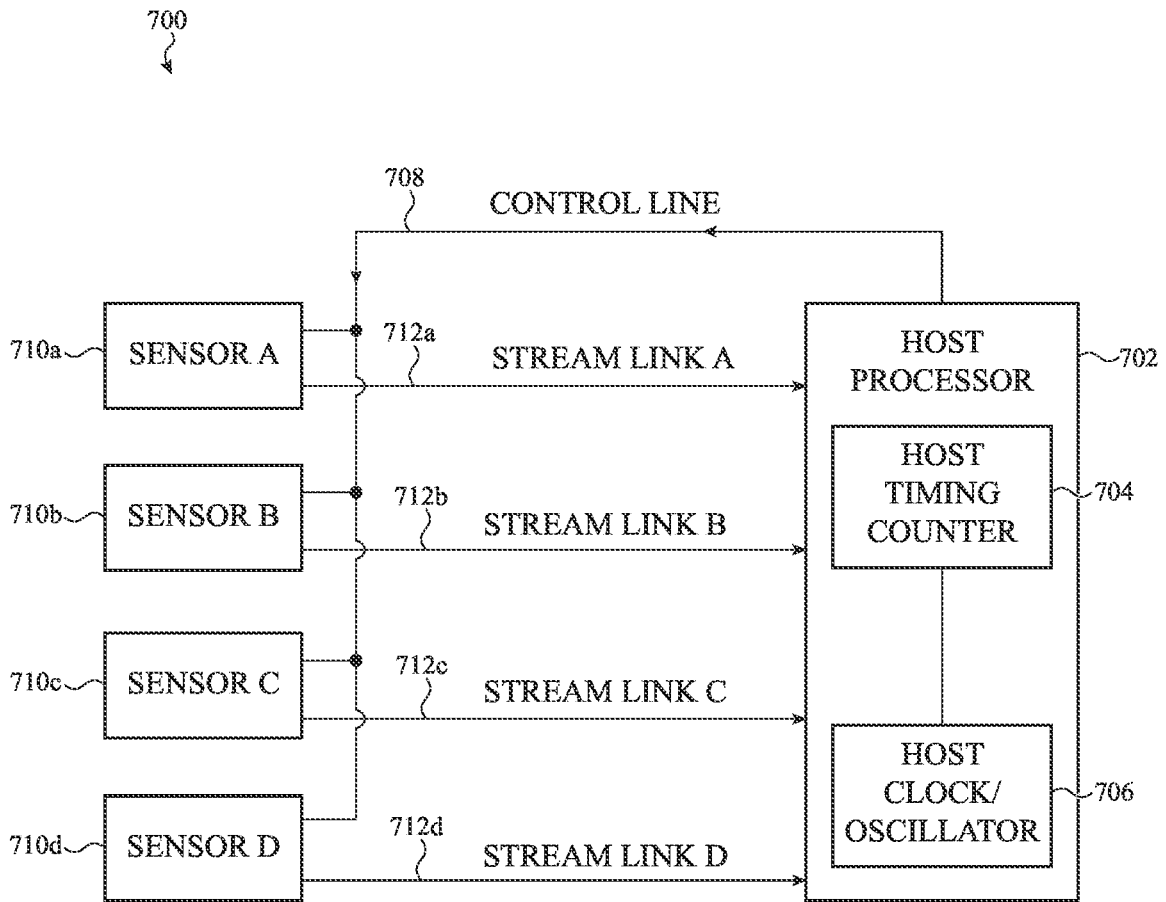 700
708
CONTROL LINE
710a
SENSOR A
712a
STREAM LINK A
HOST
PROCESSOR
702
710b
SENSOR B
712b
STREAM LINK B
HOST
TIMING
COUNTER
704
710c
SENSOR C
712c
STREAM LINK C
710d
SENSOR D
712d
STREAM LINK D
HOST
CLOCK/
OSCILLATOR
706